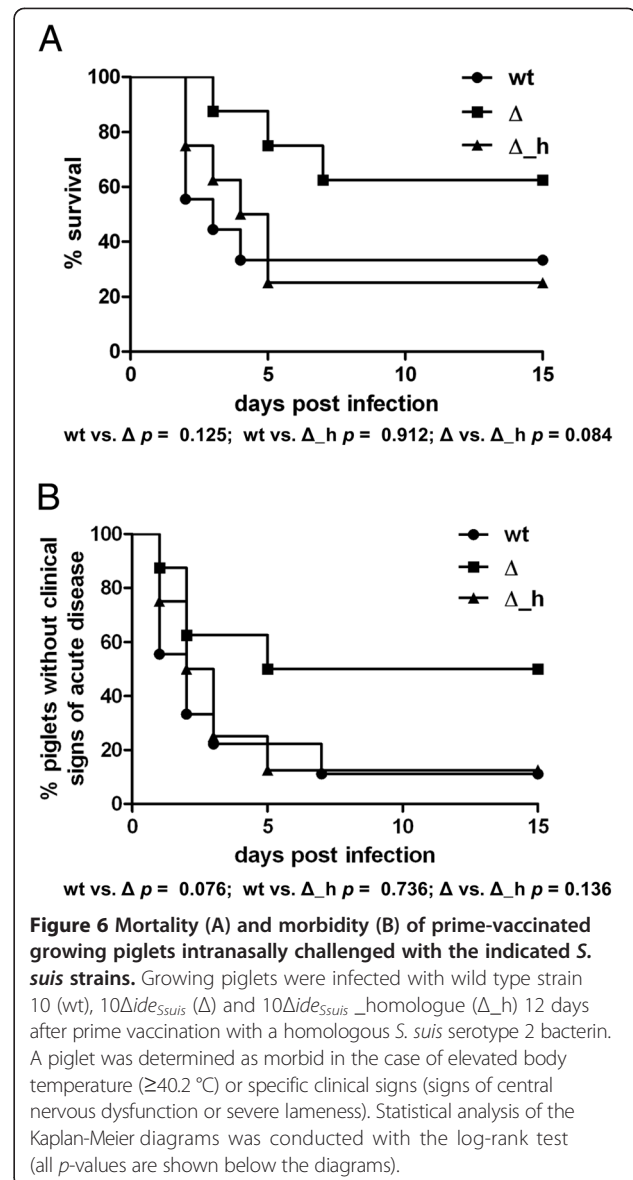 A
wt
Δ
Δ_h
100
80
60
40
20
0
% survival
0 5 10 15
days post infection
wt vs. Δ p = 0.125; wt vs. Δ_h p = 0.912; Δ vs. Δ_h p = 0.084
B
wt
Δ
Δ_h
100
80
60
40
20
0
% piglets without clinical
signs of acute disease
0 5 10 15
days post infection
wt vs. Δ p = 0.076; wt vs. Δ_h p = 0.736; Δ vs. Δ_h p = 0.136
Figure 6 Mortality (A) and morbidity (B) of prime-vaccinated
growing piglets intranasally challenged with the indicated S.
suis strains. Growing piglets were infected with wild type strain
10 (wt), 10Δide_Ssuis (Δ) and 10Δide_Ssuis _homologue (Δ_h) 12 days
after prime vaccination with a homologous S. suis serotype 2 bacterin.
A piglet was determined as morbid in the case of elevated body
temperature (≥40.2 °C) or specific clinical signs (signs of central
nervous dysfunction or severe lameness). Statistical analysis of the
Kaplan-Meier diagrams was conducted with the log-rank test
(all p-values are shown below the diagrams).